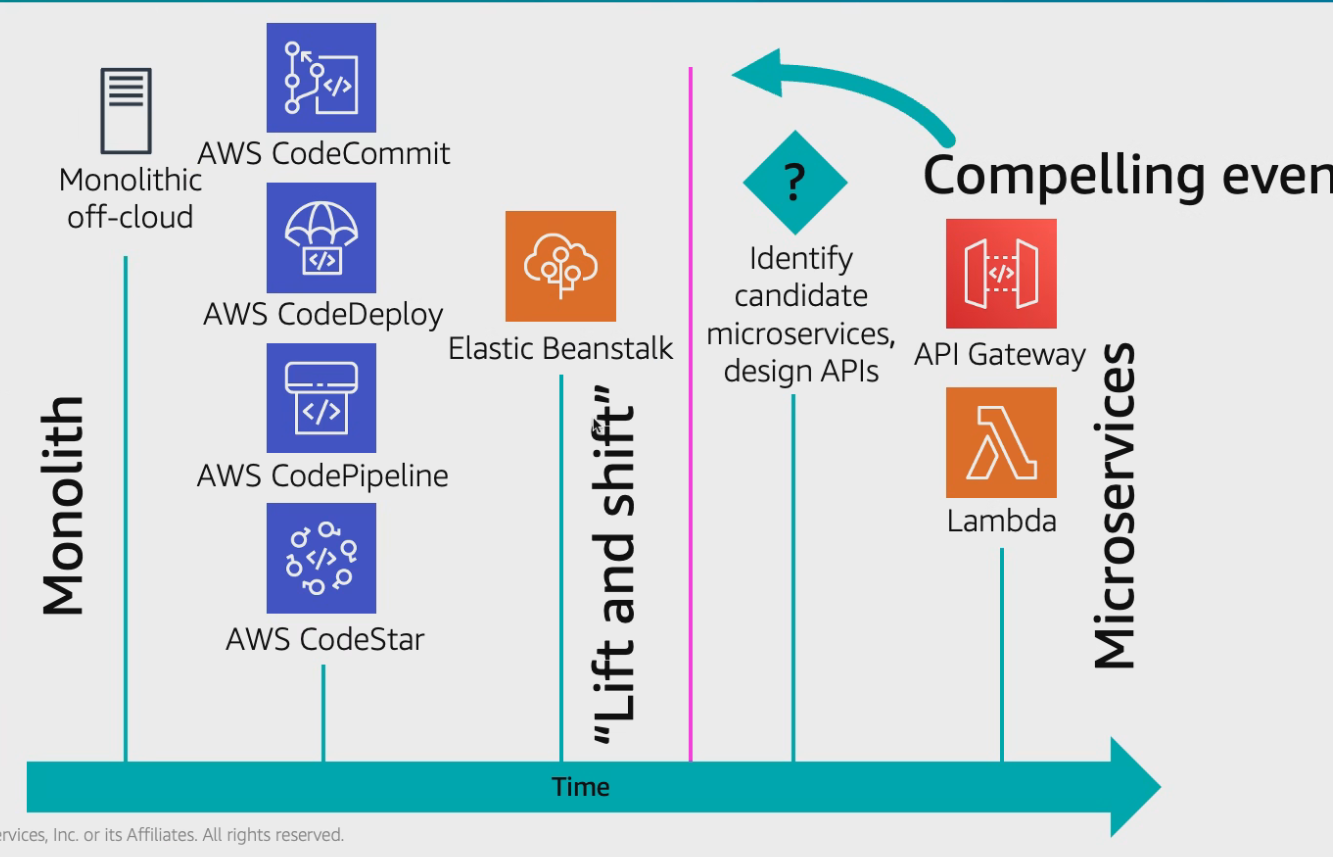 Monolithic
off-cloud
Monolith
</>
AWS CodeCommit
</>
AWS CodeDeploy
</>
AWS CodePipeline
</>
AWS CodeStar
Elastic Beanstalk
“Lift and shift”
?
Identify
candidate
microservices,
design APIs
Compelling even
</>
API Gateway
Lambda
Microservices
Time
rvices, Inc. or its Affiliates. All rights reserved.